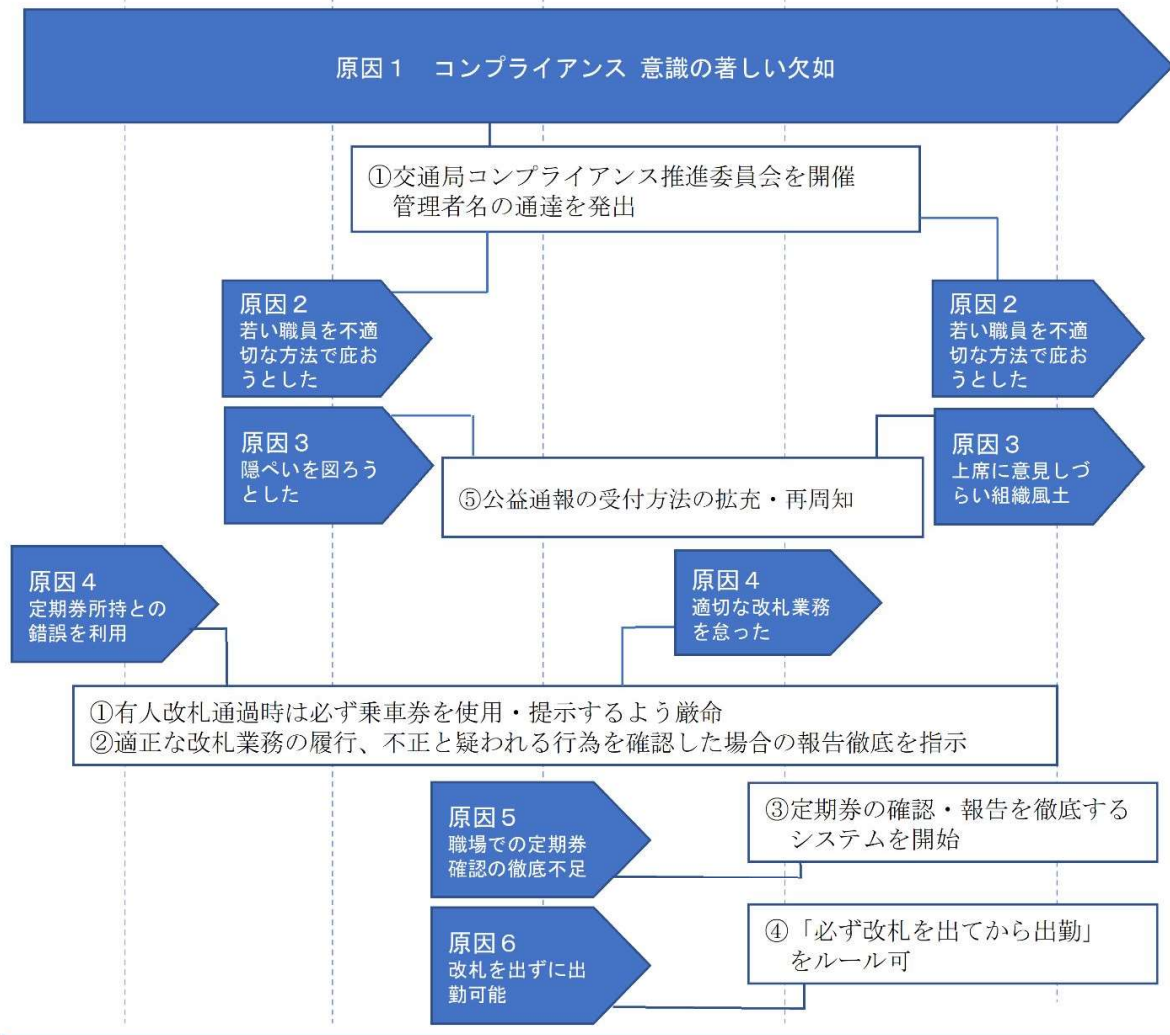 原因１　コンプライアンス 意識の著しい欠如
①交通局コンプライアンス推進委員会を開催
管理者名の通達を発出
原因２
若い職員を不適
切な方法で庇お
うとした
原因２
若い職員を不適
切な方法で庇お
うとした
原因３
隠ぺいを図ろう
とした
原因３
上席に意見しづ
らい組織風土
⑤公益通報の受付方法の拡充・再周知
原因４
定期券所持との
錯誤を利用
原因４
適切な改札業務
を怠った
①有人改札通過時は必ず乗車券を使用・提示するよう厳命
②適正な改札業務の履行、不正と疑われる行為を確認した場合の報告徹底を指示
原因５
職場での定期券
確認の徹底不足
③定期券の確認・報告を徹底する
システムを開始
原因６
改札を出ずに出
勤可能
④「必ず改札を出てから出勤」
をルール可